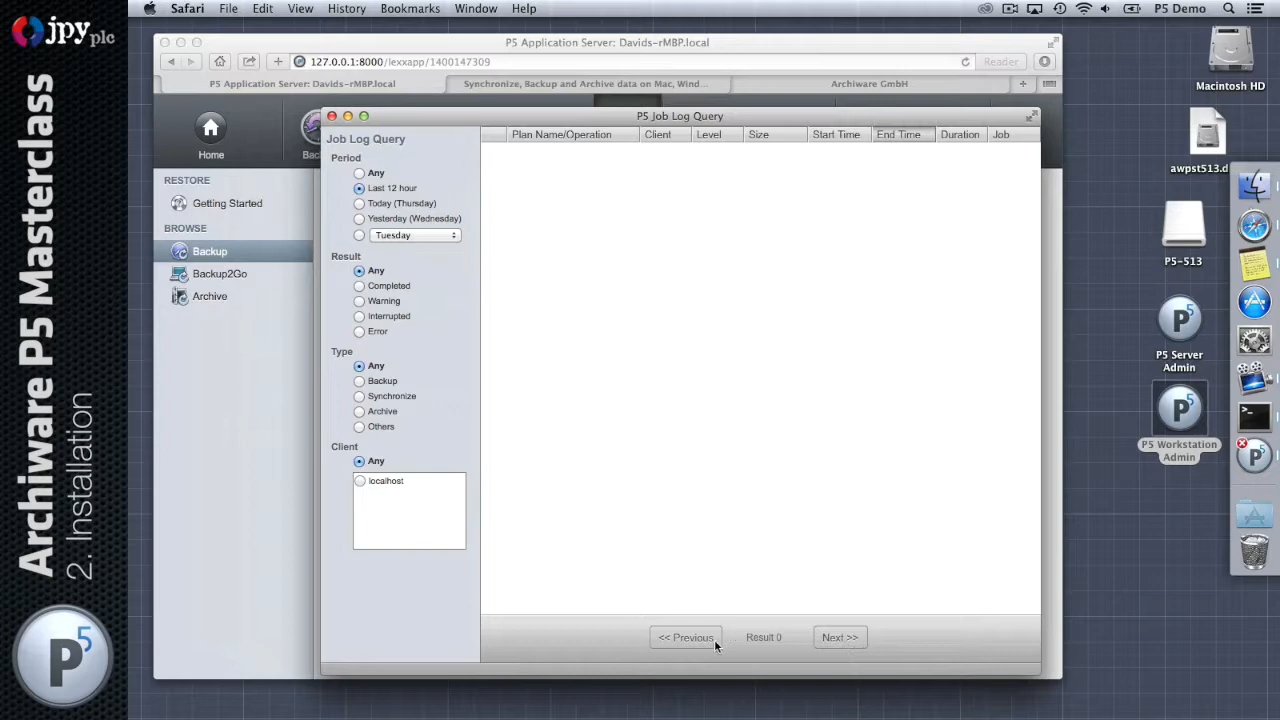 jpy plc
Archiware P5 Masterclass
2. Installation
P5
Safari File Edit View History Bookmarks Window Help
P5 Demo
P5 Application Server: Davids-rMBP.local
127.0.0.1:8000/lexxapp/1400147309
Reader
P5 Application Server: Davids-rMBP.local
Synchronize, Backup and Archive data on Mac, Wind...
Archiware GmbH
Home
Bac
RESTORE
Getting Started
BROWSE
Backup
Backup2Go
Archive
P5 Job Log Query
Job Log Query
Period
Any
Last 12 hour
Today (Thursday)
Yesterday (Wednesday)
Tuesday
Result
Any
Completed
Warning
Interrupted
Error
Type
Any
Backup
Synchronize
Archive
Others
Client
Any
localhost
Plan Name/Operation Client Level Size Start Time End Time Duration Job
<< Previous
Result 0
Next >>
Macintosh HD
awpst513.d
P5-513
P5
P5 Server
Admin
P5
P5 Workstation
Admin
P5